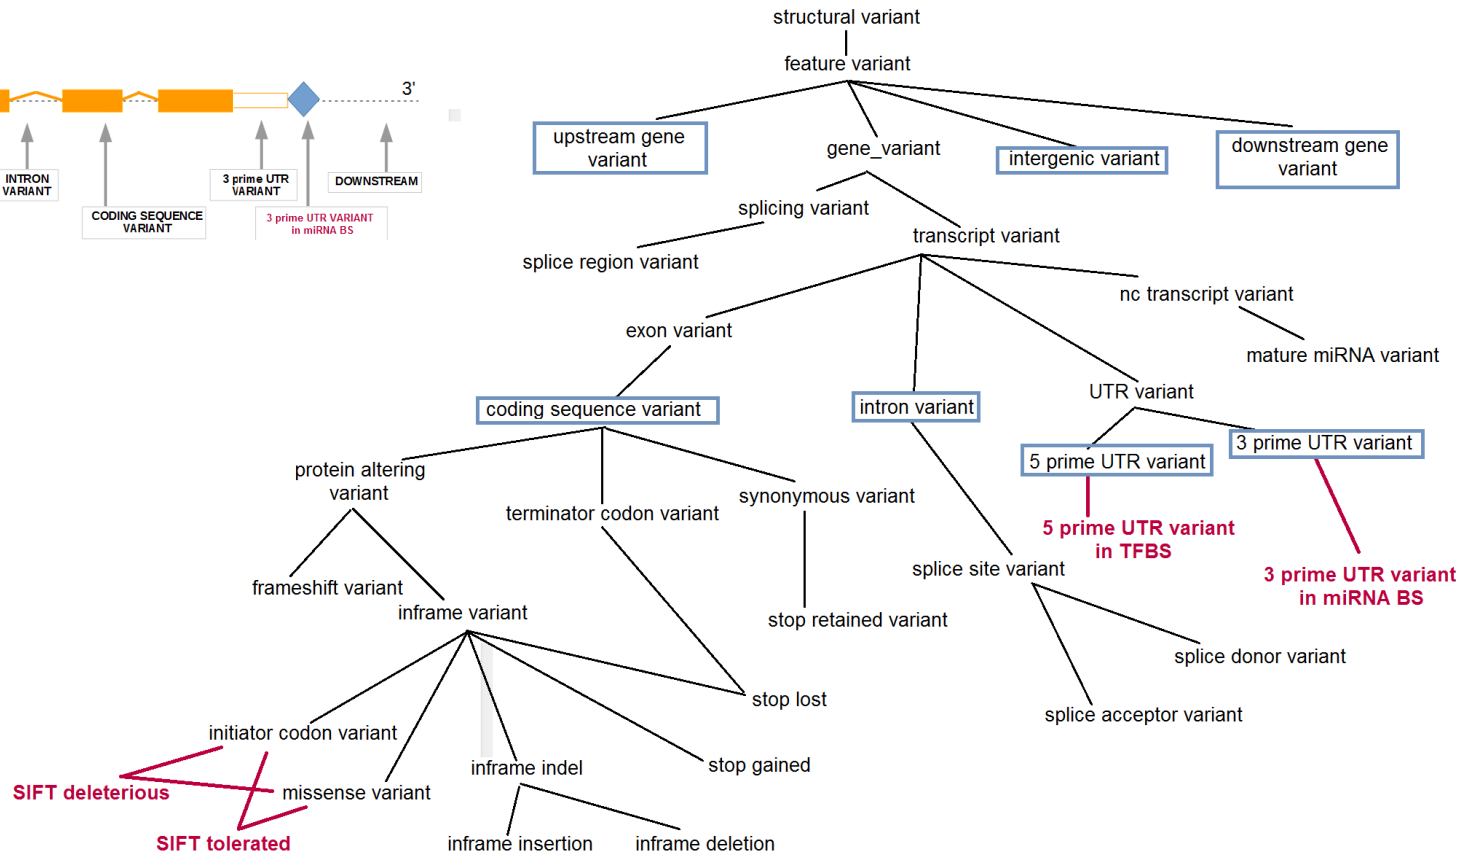 structural variant
feature variant
3'
upstream gene
variant
gene_variant
intergenic variant
downstream gene
variant
INTRON
VARIANT
3 prime UTR
VARIANT
DOWNSTREAM
CODING SEQUENCE
VARIANT
3 prime UTR VARIANT
in miRNA BS
splicing variant
transcript variant
splice region variant
nc transcript variant
exon variant
mature miRNA variant
UTR variant
coding sequence variant
intron variant
3 prime UTR variant
5 prime UTR variant
protein altering
variant
synonymous variant
terminator codon variant
5 prime UTR variant
in TFBS
splice site variant
3 prime UTR variant
in miRNA BS
frameshift variant
inframe variant
stop retained variant
splice donor variant
stop lost
splice acceptor variant
initiator codon variant
inframe indel
stop gained
SIFT deleterious
missense variant
SIFT tolerated
inframe insertion
inframe deletion